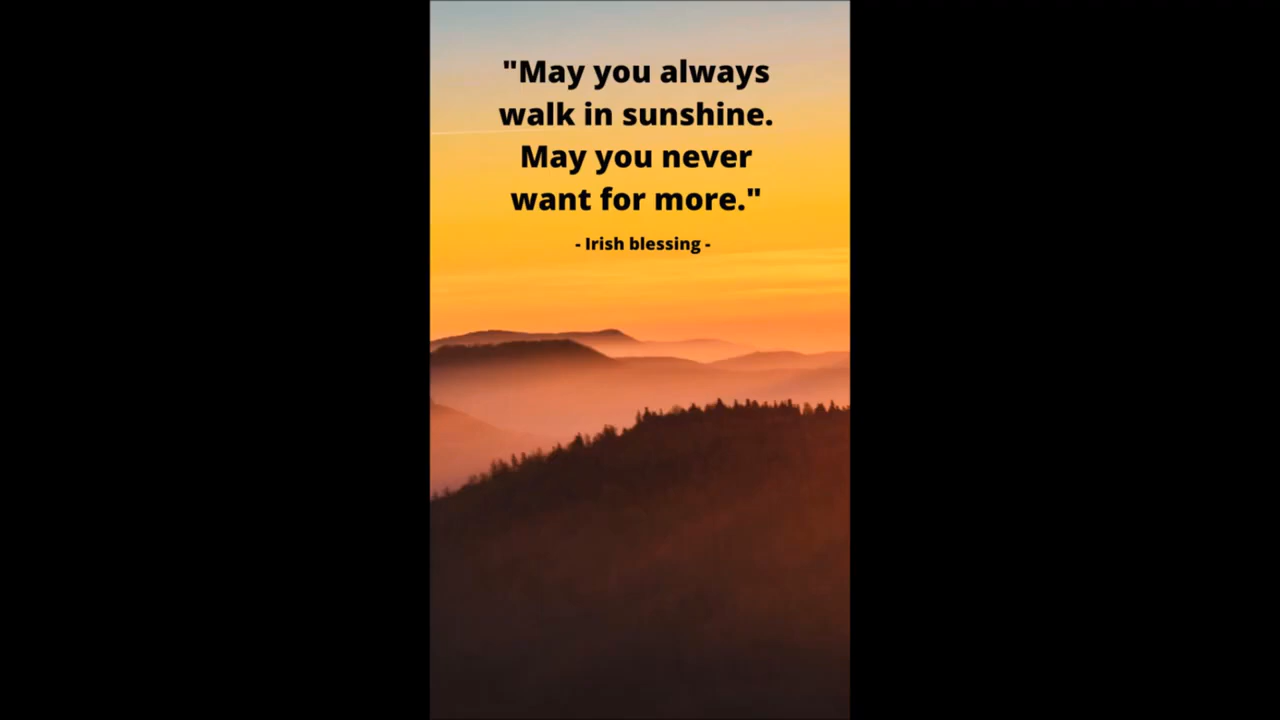 "May you always
walk in sunshine.
May you never
want for more."
- Irish blessing -